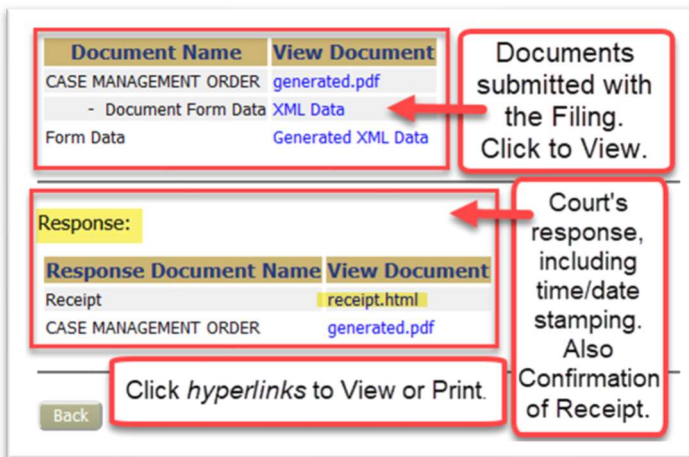 Document Name View Document
CASE MANAGEMENT ORDER generated.pdf
- Document Form Data XML Data
Form Data Generated XML Data
Documents
submitted with
the Filing.
Click to View.
Response:
Response Document Name View Document
Receipt receipt.html
CASE MANAGEMENT ORDER generated.pdf
Court's
response,
including
time/date
stamping.
Also
Confirmation
of Receipt.
Click hyperlinks to View or Print.
Back